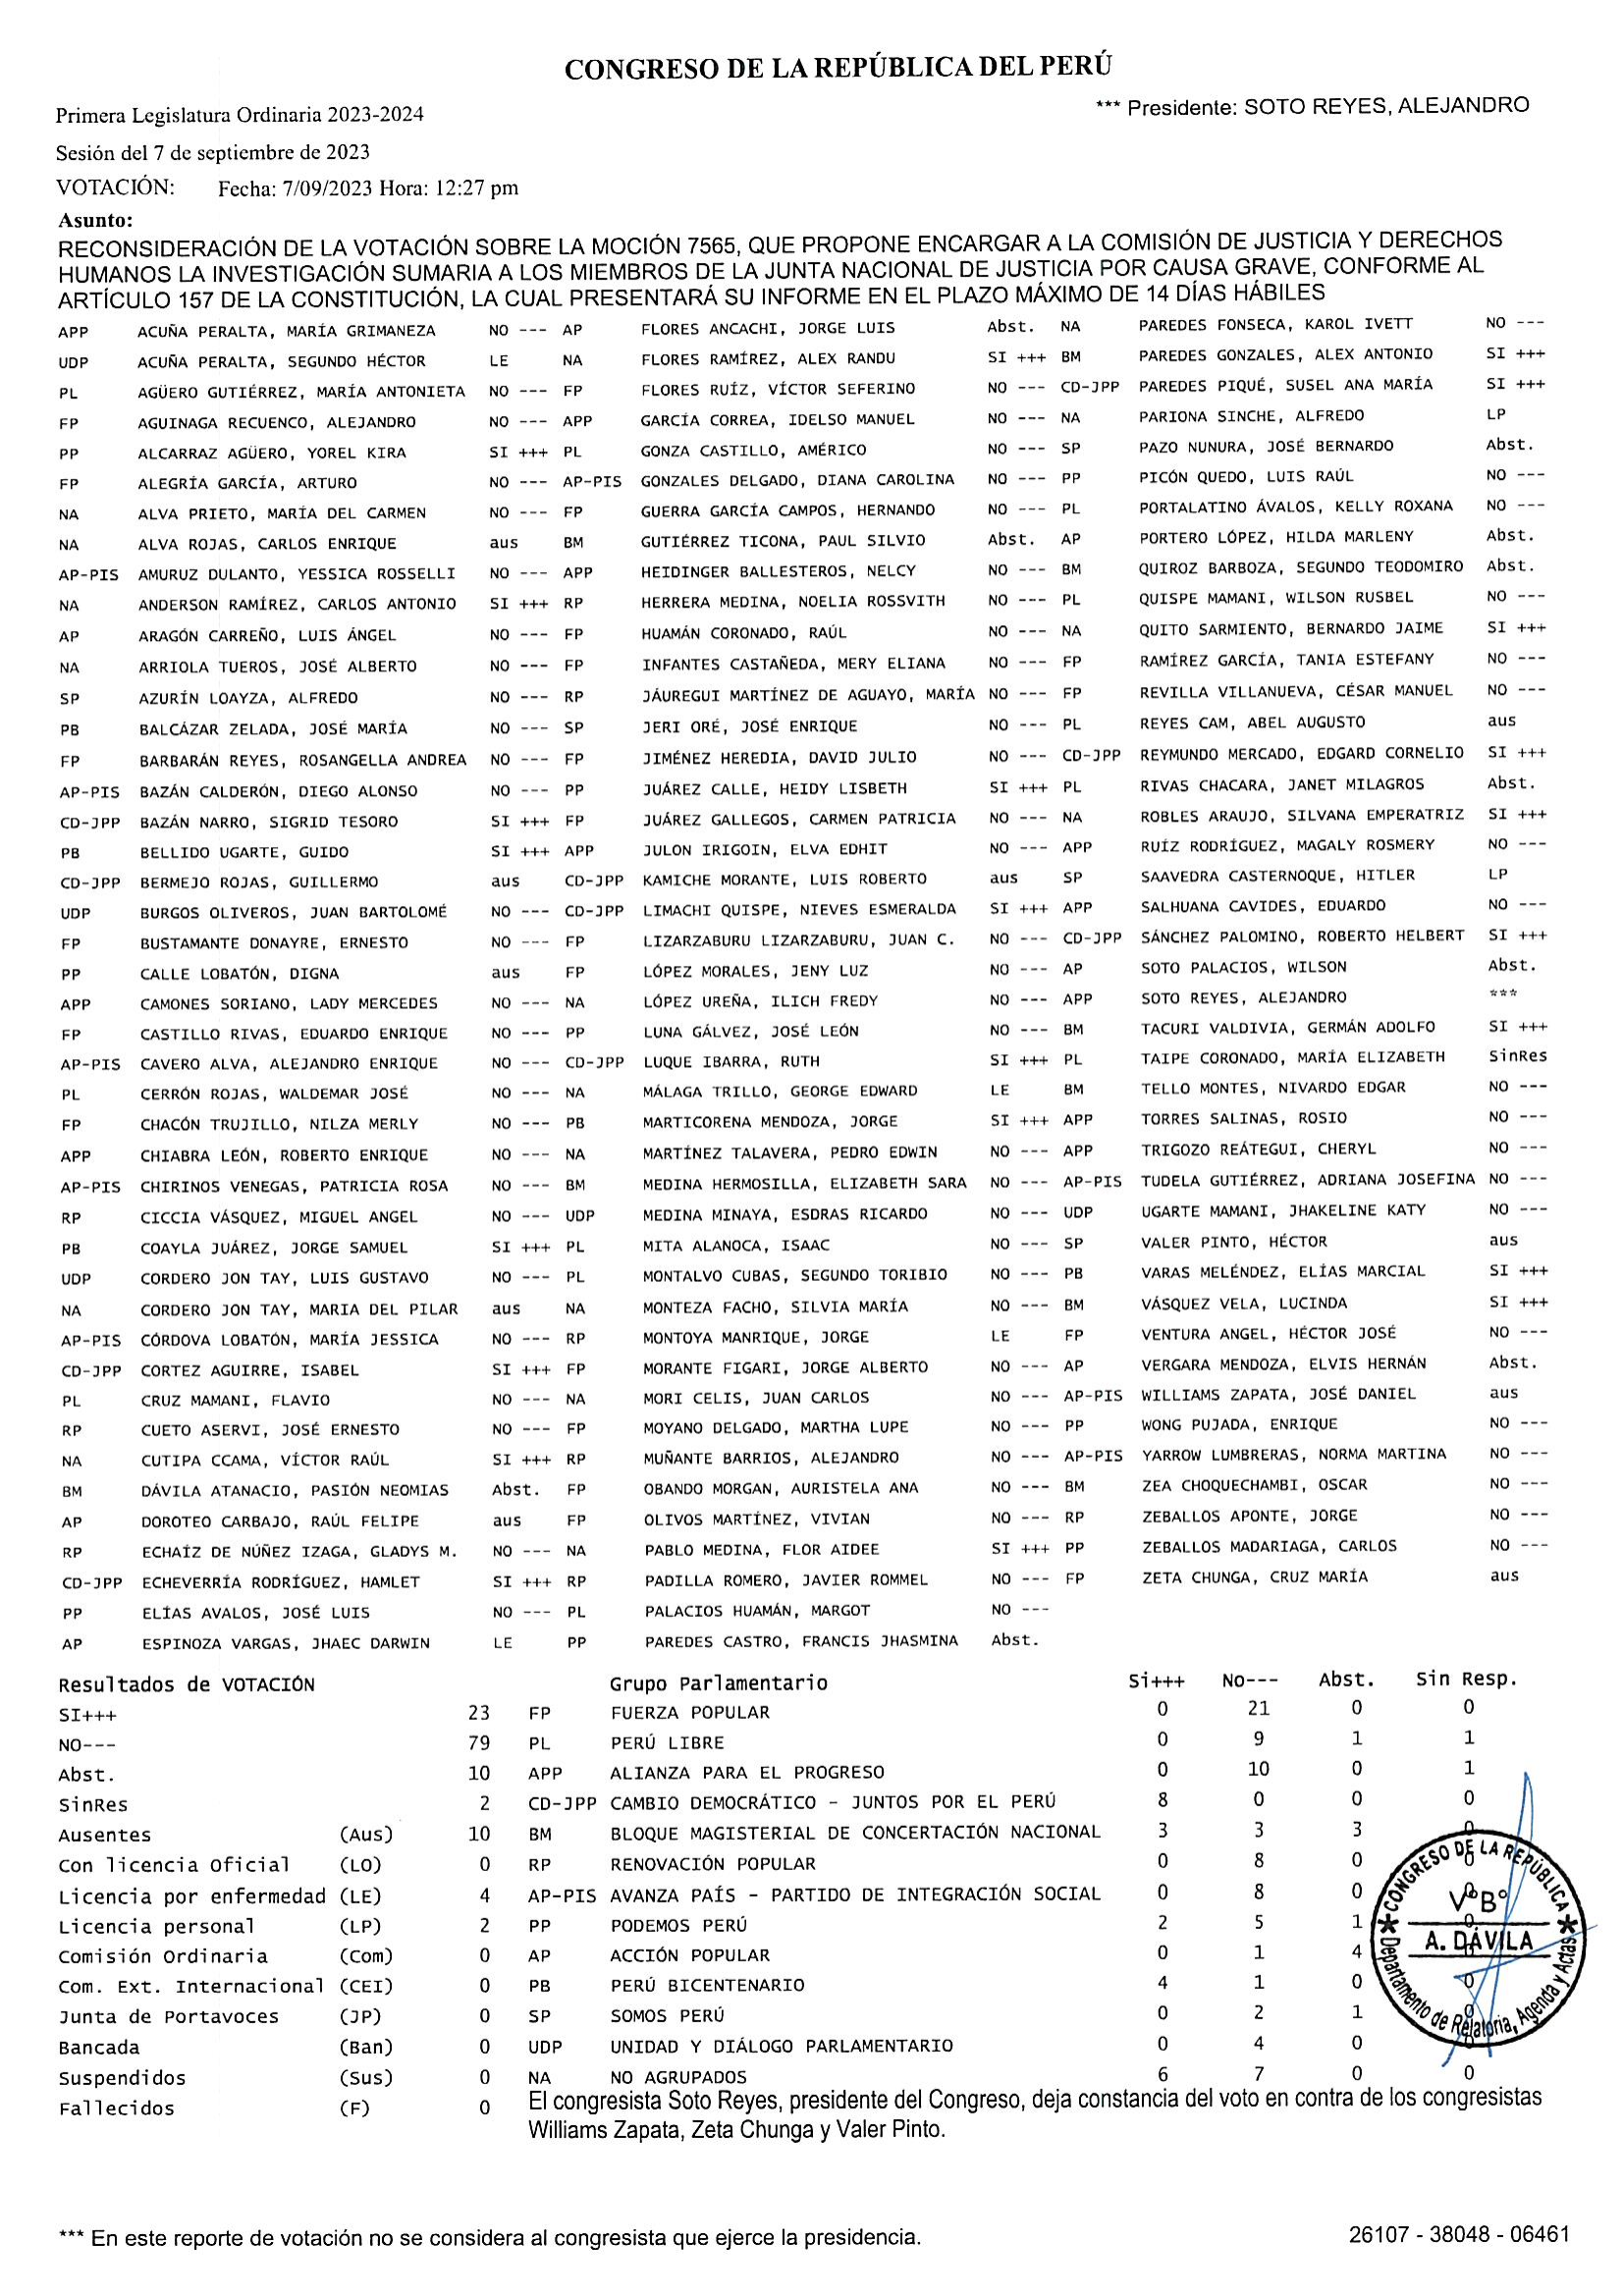 CONGRESO DE LA REPÚBLICA DEL PERÚ
Primera Legislatura Ordinaria 2023-2024
*** Presidente: SOTO REYES, ALEJANDRO
Sesión del 7 de septiembre de 2023
VOTACIÓN: Fecha: 7/09/2023 Hora: 12:27 pm
Asunto:
RECONSIDERACIÓN DE LA VOTACIÓN SOBRE LA MOCIÓN 7565, QUE PROPONE ENCARGAR A LA COMISIÓN DE JUSTICIA Y DERECHOS
HUMANOS LA INVESTIGACIÓN SUMARIA A LOS MIEMBROS DE LA JUNTA NACIONAL DE JUSTICIA POR CAUSA GRAVE, CONFORME AL
ARTÍCULO 157 DE LA CONSTITUCIÓN, LA CUAL PRESENTARÁ SU INFORME EN EL PLAZO MÁXIMO DE 14 DÍAS HÁBILES
APP ACUÑA PERALTA, MARÍA GRIMANEZA NO --- AP FLORES ANCACHI, JORGE LUIS Abst. NA PAREDES FONSECA, KAROL IVETT NO ---
UDP ACUÑA PERALTA, SEGUNDO HÉCTOR LE NA FLORES RAMÍREZ, ALEX RANDU SI +++ BM PAREDES GONZALES, ALEX ANTONIO SI +++
PL AGÜERO GUTIÉRREZ, MARÍA ANTONIETA NO --- FP FLORES RUÍZ, VÍCTOR SEFERINO NO --- CD-JPP PAREDES PIQUÉ, SUSEL ANA MARÍA SI +++
FP AGUINAGA RECUENCO, ALEJANDRO NO --- APP GARCÍA CORREA, IDELSO MANUEL NO --- NA PARIONA SINCHE, ALFREDO LP
PP ALCARRAZ AGÜERO, YOREL KIRA SI +++ PL GONZA CASTILLO, AMÉRICO NO --- SP PAZO NUNURA, JOSÉ BERNARDO Abst.
FP ALEGRÍA GARCÍA, ARTURO NO --- AP-PIS GONZALES DELGADO, DIANA CAROLINA NO --- PP PICÓN QUEDO, LUIS RAÚL NO ---
NA ALVA PRIETO, MARÍA DEL CARMEN NO --- FP GUERRA GARCÍA CAMPOS, HERNANDO NO --- PL PORTALATINO ÁVALOS, KELLY ROXANA NO ---
NA ALVA ROJAS, CARLOS ENRIQUE aus BM GUTIÉRREZ TICONA, PAUL SILVIO Abst. AP PORTERO LÓPEZ, HILDA MARLENY Abst.
AP-PIS AMURUZ DULANTO, YESSICA ROSSELLI NO --- APP HEIDINGER BALLESTEROS, NELCY NO --- BM QUIROZ BARBOZA, SEGUNDO TEODOMIRO Abst.
NA ANDERSON RAMÍREZ, CARLOS ANTONIO SI +++ RP HERRERA MEDINA, NOELIA ROSSVITH NO --- PL QUISPE MAMANI, WILSON RUSBEL NO ---
AP ARAGÓN CARREÑO, LUIS ÁNGEL NO --- FP HUAMÁN CORONADO, RAÚL NO --- NA QUITO SARMIENTO, BERNARDO JAIME SI +++
NA ARRIOLA TUEROS, JOSÉ ALBERTO NO --- FP INFANTES CASTAÑEDA, MERY ELIANA NO --- FP RAMÍREZ GARCÍA, TANIA ESTEFANY NO ---
SP AZURÍN LOAYZA, ALFREDO NO --- RP JÁUREGUI MARTÍNEZ DE AGUAYO, MARÍA NO --- FP REVILLA VILLANUEVA, CÉSAR MANUEL NO ---
PB BALCÁZAR ZELADA, JOSÉ MARÍA NO --- SP JERI ORÉ, JOSÉ ENRIQUE NO --- PL REYES CAM, ABEL AUGUSTO aus
FP BARBARÁN REYES, ROSANGELLA ANDREA NO --- FP JIMÉNEZ HEREDIA, DAVID JULIO NO --- CD-JPP REYMUNDO MERCADO, EDGARD CORNELIO SI +++
AP-PIS BAZÁN CALDERÓN, DIEGO ALONSO NO --- PP JUÁREZ CALLE, HEIDY LISBETH SI +++ PL RIVAS CHACARA, JANET MILAGROS Abst.
CD-JPP BAZÁN NARRO, SIGRID TESORO SI +++ FP JUÁREZ GALLEGOS, CARMEN PATRICIA NO --- NA ROBLES ARAUJO, SILVANA EMPERATRIZ SI +++
PB BELLIDO UGARTE, GUIDO SI +++ APP JULON IRIGOIN, ELVA EDHIT NO --- APP RUÍZ RODRÍGUEZ, MAGALY ROSMERY NO ---
CD-JPP BERMEJO ROJAS, GUILLERMO aus CD-JPP KAMICHE MORANTE, LUIS ROBERTO aus SP SAAVEDRA CASTERNOQUE, HITLER LP
UDP BURGOS OLIVEROS, JUAN BARTOLOMÉ NO --- CD-JPP LIMACHI QUISPE, NIEVES ESMERALDA SI +++ APP SALHUANA CAVIDES, EDUARDO NO ---
FP BUSTAMANTE DONAYRE, ERNESTO NO --- FP LIZARZABURU LIZARZABURU, JUAN C. NO --- CD-JPP SÁNCHEZ PALOMINO, ROBERTO HELBERT SI +++
PP CALLE LOBATÓN, DIGNA aus FP LÓPEZ MORALES, JENY LUZ NO --- AP SOTO PALACIOS, WILSON Abst.
APP CAMONES SORIANO, LADY MERCEDES NO --- NA LÓPEZ UREÑA, ILICH FREDY NO --- APP SOTO REYES, ALEJANDRO ***
FP CASTILLO RIVAS, EDUARDO ENRIQUE NO --- PP LUNA GÁLVEZ, JOSÉ LEÓN NO --- BM TACURI VALDIVIA, GERMÁN ADOLFO SI +++
AP-PIS CAVERO ALVA, ALEJANDRO ENRIQUE NO --- CD-JPP LUQUE IBARRA, RUTH SI +++ PL TAIPE CORONADO, MARÍA ELIZABETH SinRes
PL CERRÓN ROJAS, WALDEMAR JOSÉ NO --- NA MÁLAGA TRILLO, GEORGE EDWARD LE BM TELLO MONTES, NIVARDO EDGAR NO ---
FP CHACÓN TRUJILLO, NILZA MERLY NO --- PB MARTICORENA MENDOZA, JORGE SI +++ APP TORRES SALINAS, ROSIO NO ---
APP CHIABRA LEÓN, ROBERTO ENRIQUE NO --- NA MARTÍNEZ TALAVERA, PEDRO EDWIN NO --- APP TRIGOZO REÁTEGUI, CHERYL NO ---
AP-PIS CHIRINOS VENEGAS, PATRICIA ROSA NO --- BM MEDINA HERMOSILLA, ELIZABETH SARA NO --- AP-PIS TUDELA GUTIÉRREZ, ADRIANA JOSEFINA NO ---
RP CICCIA VÁSQUEZ, MIGUEL ANGEL NO --- UDP MEDINA MINAYA, ESDRAS RICARDO NO --- UDP UGARTE MAMANI, JHAKELINE KATY NO ---
PB COAYLA JUÁREZ, JORGE SAMUEL SI +++ PL MITA ALANOCA, ISAAC NO --- SP VALER PINTO, HÉCTOR aus
UDP CORDERO JON TAY, LUIS GUSTAVO NO --- PL MONTALVO CUBAS, SEGUNDO TORIBIO NO --- PB VARAS MELÉNDEZ, ELÍAS MARCIAL SI +++
NA CORDERO JON TAY, MARIA DEL PILAR aus NA MONTEZA FACHO, SILVIA MARÍA NO --- BM VÁSQUEZ VELA, LUCINDA SI +++
AP-PIS CÓRDOVA LOBATÓN, MARÍA JESSICA NO --- RP MONTOYA MANRIQUE, JORGE LE FP VENTURA ANGEL, HÉCTOR JOSÉ NO ---
CD-JPP CORTEZ AGUIRRE, ISABEL SI +++ FP MORANTE FIGARI, JORGE ALBERTO NO --- AP VERGARA MENDOZA, ELVIS HERNÁN Abst.
PL CRUZ MAMANI, FLAVIO NO --- NA MORI CELIS, JUAN CARLOS NO --- AP-PIS WILLIAMS ZAPATA, JOSÉ DANIEL aus
RP CUETO ASERVI, JOSÉ ERNESTO NO --- FP MOYANO DELGADO, MARTHA LUPE NO --- PP WONG PUJADA, ENRIQUE NO ---
NA CUTIPA CCAMA, VÍCTOR RAÚL SI +++ RP MUÑANTE BARRIOS, ALEJANDRO NO --- AP-PIS YARROW LUMBRERAS, NORMA MARTINA NO ---
BM DÁVILA ATANACIO, PASIÓN NEOMIAS Abst. FP OBANDO MORGAN, AURISTELA ANA NO --- BM ZEA CHOQUECHAMBI, OSCAR NO ---
AP DOROTEO CARBAJO, RAÚL FELIPE aus FP OLIVOS MARTÍNEZ, VIVIAN NO --- RP ZEBALLOS APONTE, JORGE NO ---
RP ECHAÍZ DE NÚÑEZ IZAGA, GLADYS M. NO --- NA PABLO MEDINA, FLOR AIDEE SI +++ PP ZEBALLOS MADARIAGA, CARLOS NO ---
CD-JPP ECHEVERRÍA RODRÍGUEZ, HAMLET SI +++ RP PADILLA ROMERO, JAVIER ROMMEL NO --- FP ZETA CHUNGA, CRUZ MARÍA aus
PP ELÍAS AVALOS, JOSÉ LUIS NO --- PL PALACIOS HUAMÁN, MARGOT NO ---
AP ESPINOZA VARGAS, JHAEC DARWIN LE PP PAREDES CASTRO, FRANCIS JHASMINA Abst.
Resultados de VOTACIÓN Grupo Parlamentario Si+++ No--- Abst. Sin Resp.
SI+++ 23 FP FUERZA POPULAR 0 21 0 0
NO--- 79 PL PERÚ LIBRE 0 9 1 1
Abst. 10 APP ALIANZA PARA EL PROGRESO 0 10 0 1
SinRes 2 CD-JPP CAMBIO DEMOCRÁTICO - JUNTOS POR EL PERÚ 8 0 0 0
Ausentes (Aus) 10 BM BLOQUE MAGISTERIAL DE CONCERTACIÓN NACIONAL 3 3 3 0
Con licencia Oficial (LO) 0 RP RENOVACIÓN POPULAR 0 8 0 0
Licencia por enfermedad (LE) 4 AP-PIS AVANZA PAÍS - PARTIDO DE INTEGRACIÓN SOCIAL 0 8 0 0
Licencia personal (LP) 2 PP PODEMOS PERÚ 2 5 1 0
Comisión Ordinaria (Com) 0 AP ACCIÓN POPULAR 0 1 4
Com. Ext. Internacional (CEI) 0 PB PERÚ BICENTENARIO 4 1 0 0
Junta de Portavoces (JP) 0 SP SOMOS PERÚ 0 2 1 0
Bancada (Ban) 0 UDP UNIDAD Y DIÁLOGO PARLAMENTARIO 0 4 0 0
Suspendidos (Sus) 0 NA NO AGRUPADOS 6 7 0 0
Fallecidos (F) 0
CONGRESO DE LA REPÚBLICA
V°B°
A. DÁVILA
Departamento de Relatoría, Agenda y Actas
El congresista Soto Reyes, presidente del Congreso, deja constancia del voto en contra de los congresistas
Williams Zapata, Zeta Chunga y Valer Pinto.
*** En este reporte de votación no se considera al congresista que ejerce la presidencia.
26107 - 38048 - 06461